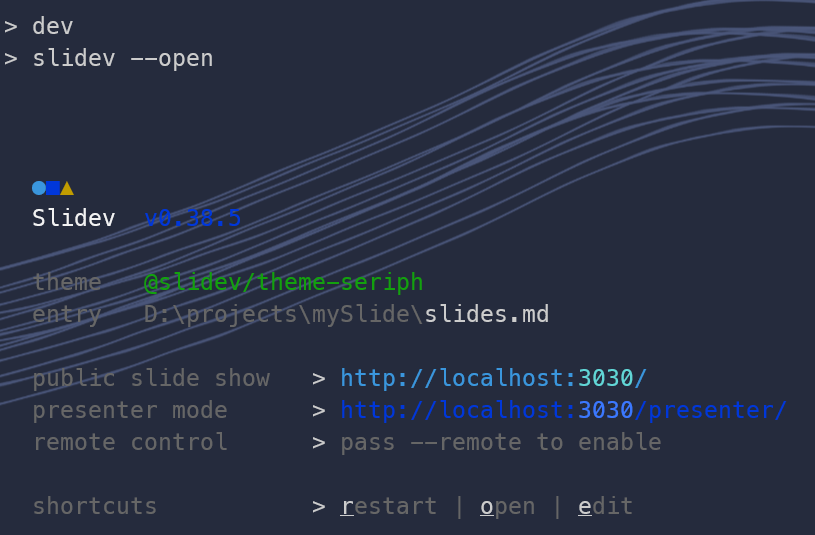 > dev
> slidev --open
Slidev v0.38.5
theme @slidev/theme-seriph
entry D:\projects\mySlide\slides.md
public slide show > http://localhost:3030/
presenter mode > http://localhost:3030/presenter/
remote control > pass --remote to enable
shortcuts > restart | open | edit